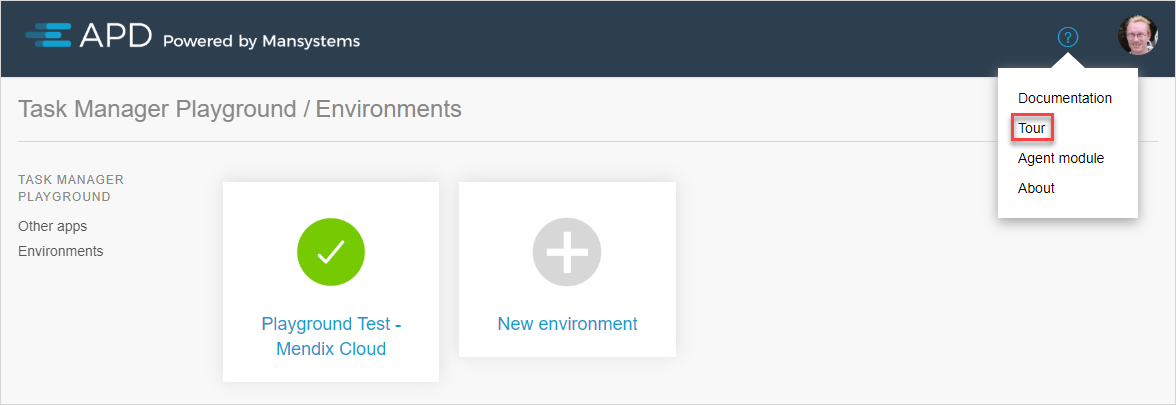 APD Powered by Mansystems
?
Documentation
Tour
Agent module
About
Task Manager Playground / Environments
TASK MANAGER
PLAYGROUND
Other apps
Environments
Playground Test -
Mendix Cloud
New environment